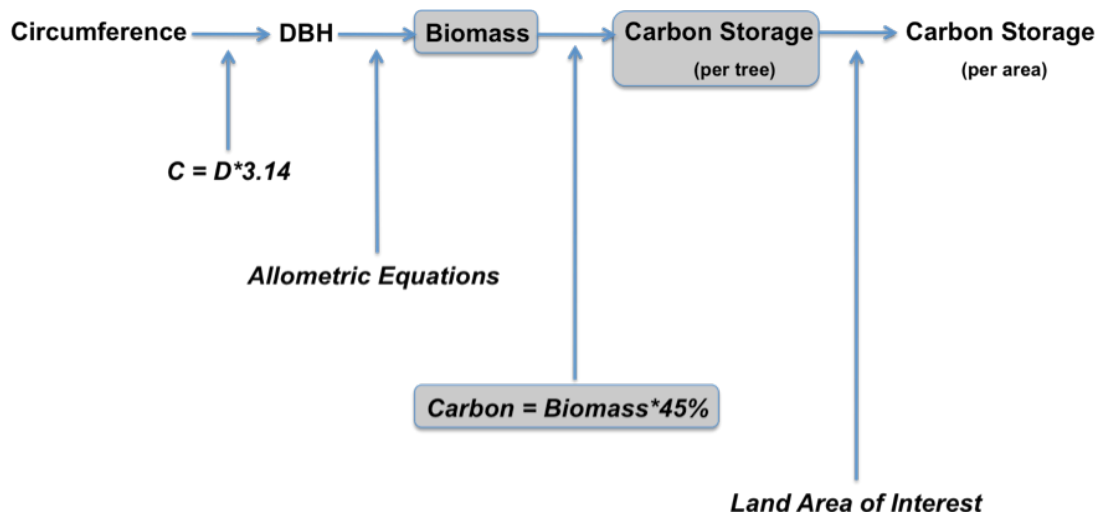 Circumference
DBH
Biomass
Carbon Storage
(per tree)
Carbon Storage
(per area)
C = D*3.14
Allometric Equations
Carbon = Biomass*45%
Land Area of Interest